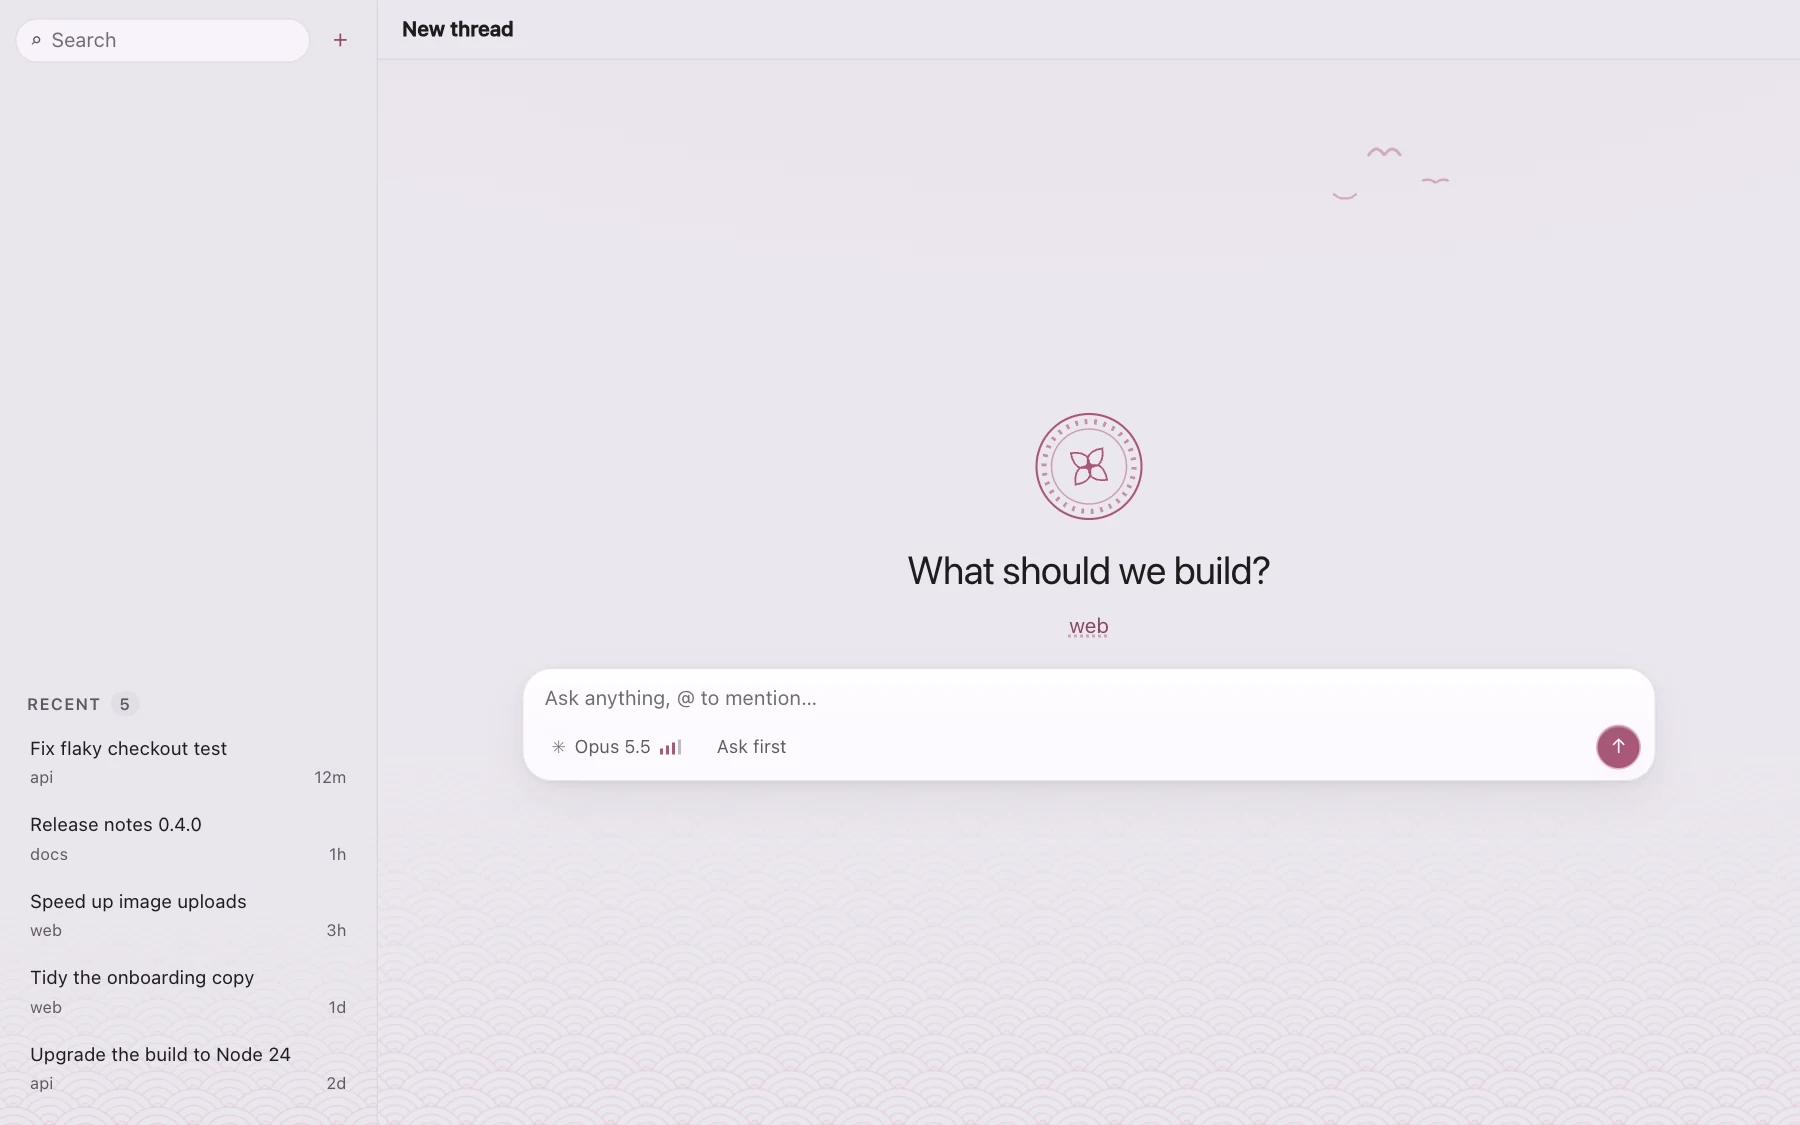 Search
+
New thread
What should we build?
web
Ask anything, @ to mention...
Opus 5.5
Ask first
RECENT 5
Fix flaky checkout test
api 12m
Release notes 0.4.0
docs 1h
Speed up image uploads
web 3h
Tidy the onboarding copy
web 1d
Upgrade the build to Node 24
api 2d